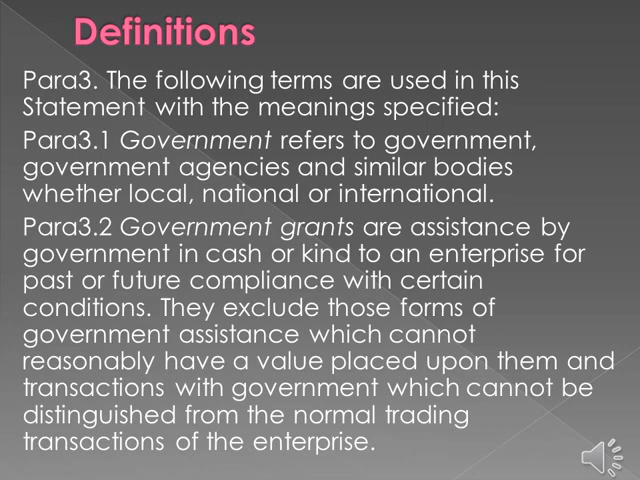 Definitions
Para3. The following terms are used in this
Statement with the meanings specified:
Para3.1 Government refers to government,
government agencies and similar bodies
whether local, national or international.
Para3.2 Government grants are assistance by
government in cash or kind to an enterprise for
past or future compliance with certain
conditions. They exclude those forms of
government assistance which cannot
reasonably have a value placed upon them and
transactions with government which cannot be
distinguished from the normal trading
transactions of the enterprise.